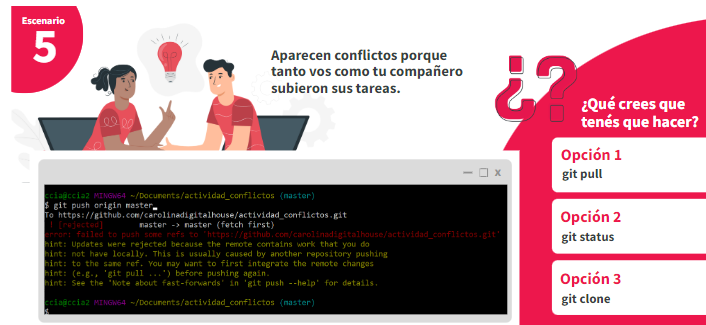 Escenario
5
Aparecen conflictos porque
tanto vos como tu compañero
subieron sus tareas.
¿?
¿Qué crees que
tenés que hacer?
Opción 1
git pull
Opción 2
git status
Opción 3
git clone
ccia@ccia2 MINGW64 ~/Documents/actividad_conflictos (master)
$ git push origin master
To https://github.com/carolinadigitalhouse/actividad_conflictos.git
! [rejected] master -> master (fetch first)
error: failed to push some refs to 'https://github.com/carolinadigitalhouse/actividad_conflictos.git'
hint: Updates were rejected because the remote contains work that you do
hint: not have locally. This is usually caused by another repository pushing
hint: to the same ref. You may want to first integrate the remote changes
hint: (e.g., 'git pull ...') before pushing again.
hint: See the 'Note about fast-forwards' in 'git push --help' for details.
ccia@ccia2 MINGW64 ~/Documents/actividad_conflictos (master)
$